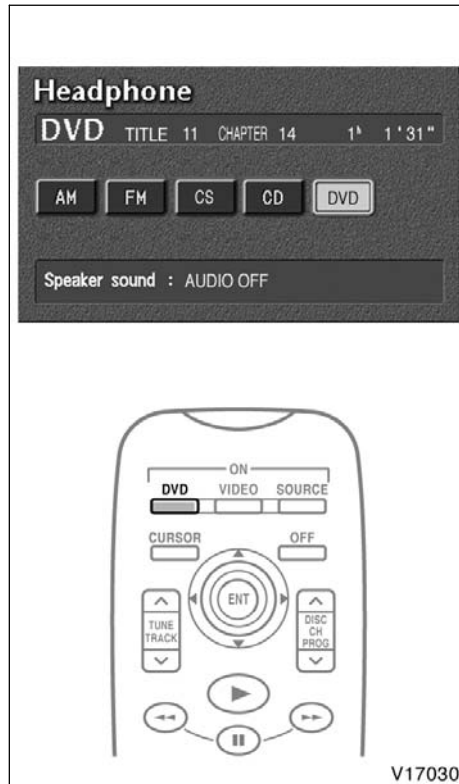 Headphone
DVD TITLE 11 CHAPTER 14 1h 1'31"
AM FM CS CD DVD
Speaker sound : AUDIO OFF
ON
DVD VIDEO SOURCE
CURSOR OFF
ENT
TUNE
TRACK
DISC
CH
PROG
V17030